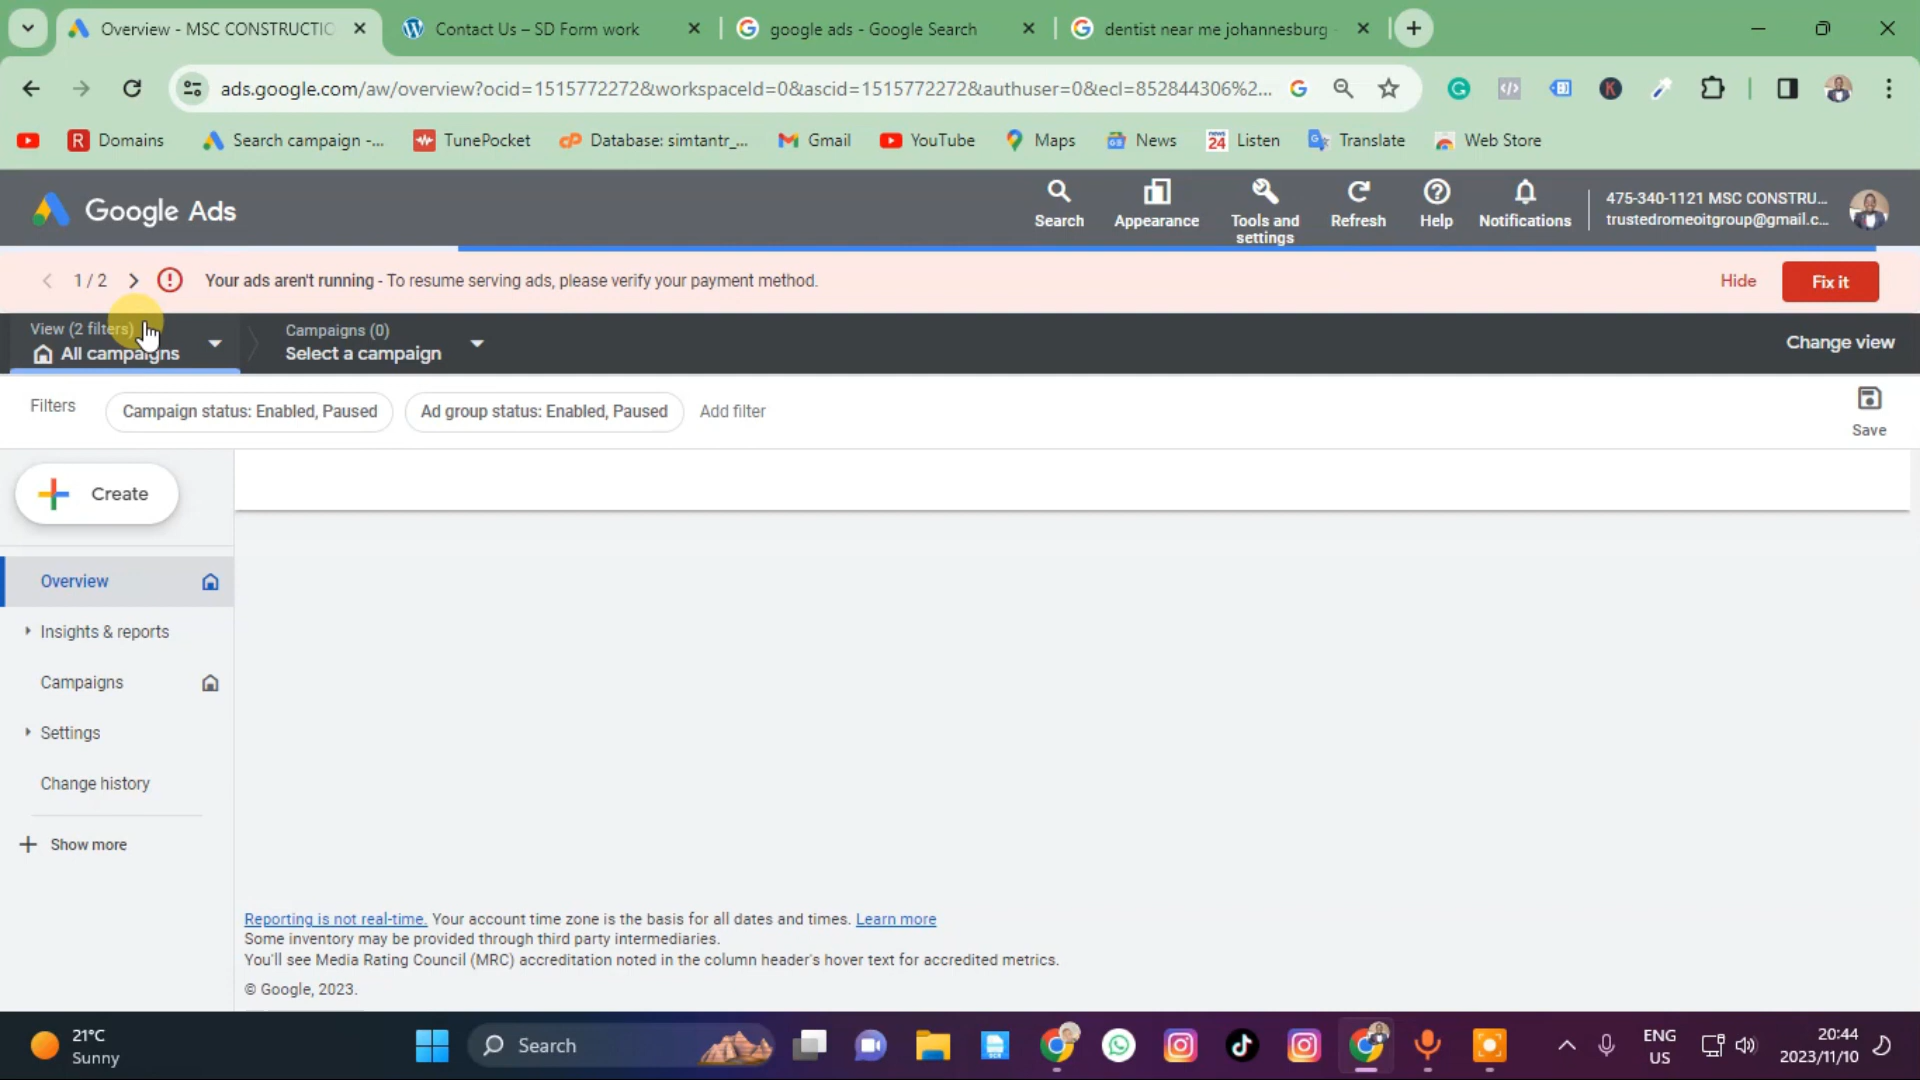 Overview - MSC CONSTRUCTIO
Contact Us – SD Form work
google ads - Google Search
dentist near me johannesburg -
ads.google.com/aw/overview?ocid=1515772272&workspaceId=0&ascid=1515772272&authuser=0&ecl=852844306%2...
Domains
Search campaign -...
TunePocket
Database: simtantr_...
Gmail
YouTube
Maps
News
Listen
Translate
Web Store
Google Ads
Search
Appearance
Tools and
settings
Refresh
Help
Notifications
475-340-1121 MSC CONSTRU...
trustedromeoitgroup@gmail.c...
1 / 2
Your ads aren't running - To resume serving ads, please verify your payment method.
Hide
Fix it
View (2 filters)
All campaigns
Campaigns (0)
Select a campaign
Change view
Filters
Campaign status: Enabled, Paused
Ad group status: Enabled, Paused
Add filter
Save
Create
Overview
Insights & reports
Campaigns
Settings
Change history
Show more
Reporting is not real-time. Your account time zone is the basis for all dates and times. Learn more
Some inventory may be provided through third party intermediaries.
You'll see Media Rating Council (MRC) accreditation noted in the column header's hover text for accredited metrics.
© Google, 2023.
21°C
Sunny
Search
ENG
US
20:44
2023/11/10